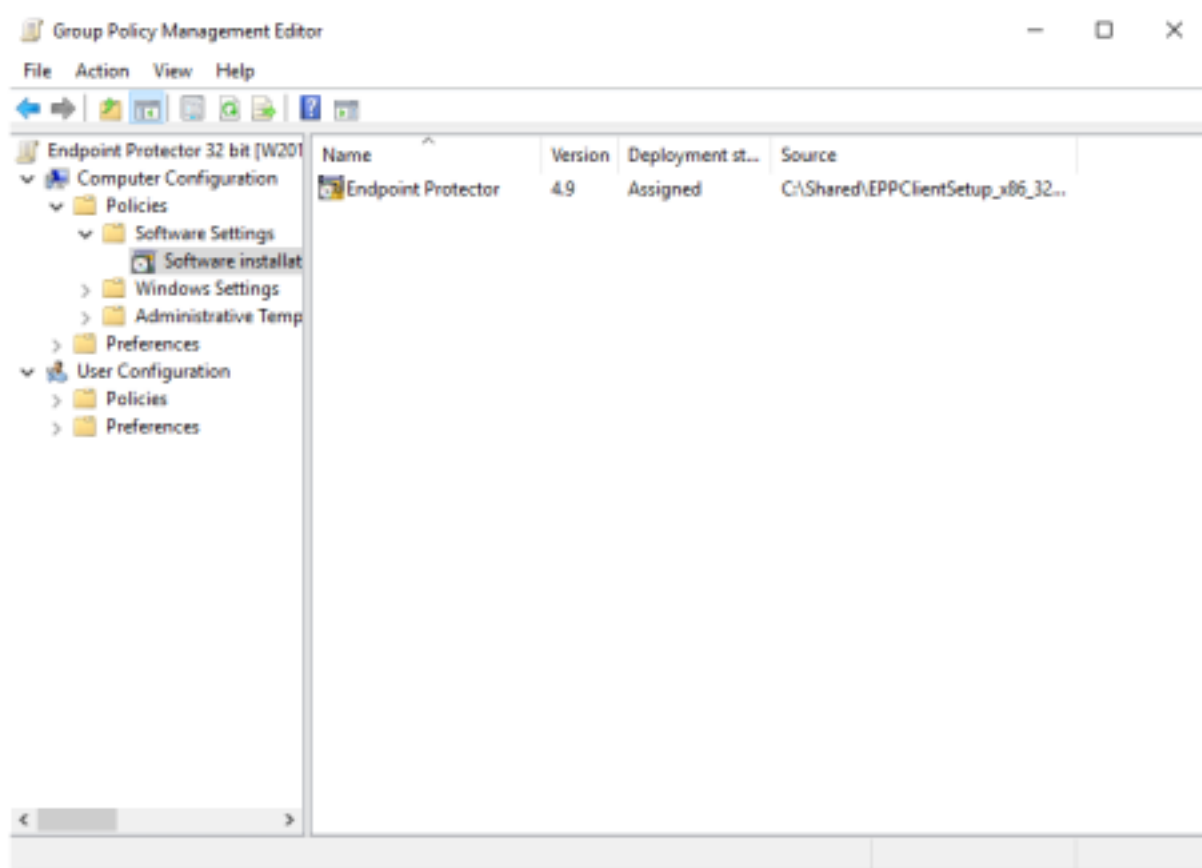 Group Policy Management Editor
File Action View Help
Endpoint Protector 32 bit [W201
Computer Configuration
Policies
Software Settings
Software installat
Windows Settings
Administrative Temp
Preferences
User Configuration
Policies
Preferences
Name Version Deployment st... Source
Endpoint Protector 4.9 Assigned C:\Shared\EPPClientSetup_x86_32...